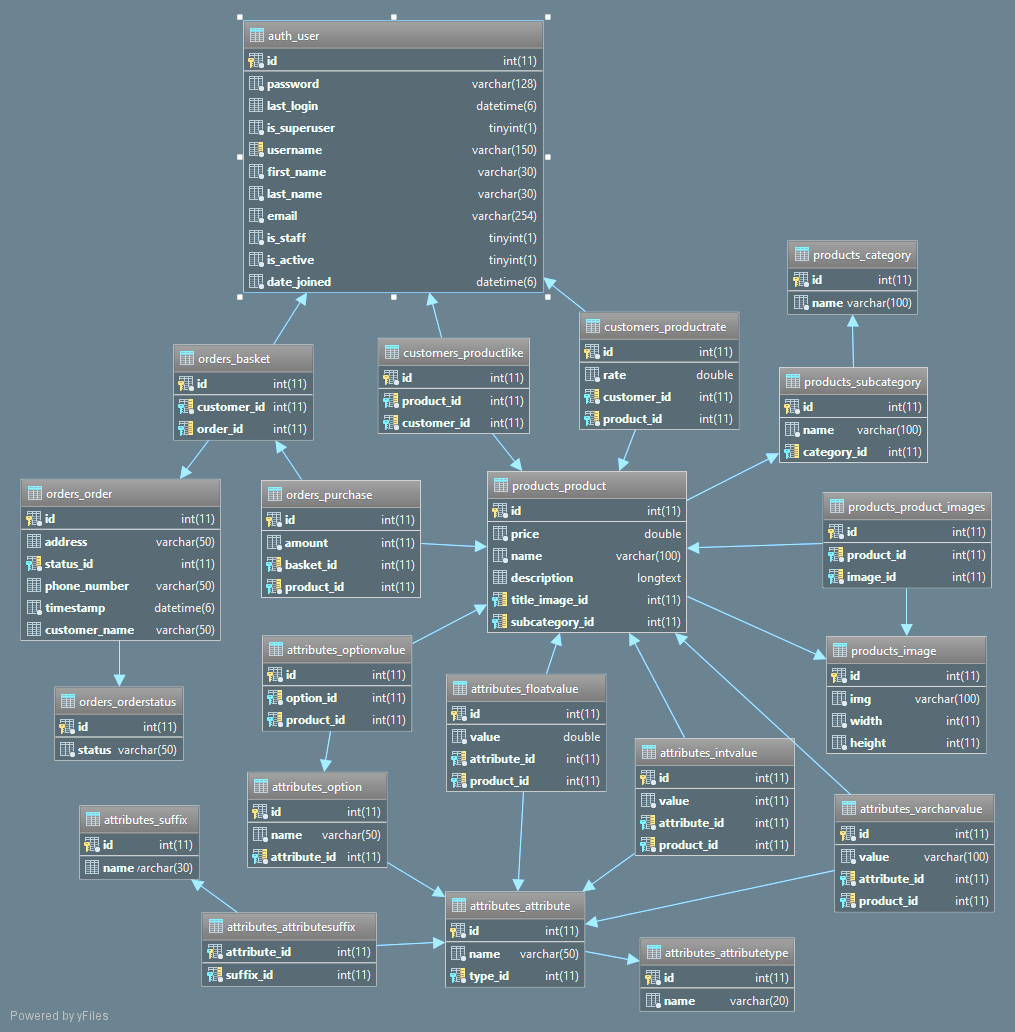 auth_user
id int(11)
password varchar(128)
last_login datetime(6)
is_superuser tinyint(1)
username varchar(150)
first_name varchar(30)
last_name varchar(30)
email varchar(254)
is_staff tinyint(1)
is_active tinyint(1)
date_joined datetime(6)
products_category
id int(11)
name varchar(100)
customers_productrate
id int(11)
rate double
customer_id int(11)
product_id int(11)
customers_productlike
id int(11)
product_id int(11)
customer_id int(11)
orders_basket
id int(11)
customer_id int(11)
order_id int(11)
products_subcategory
id int(11)
name varchar(100)
category_id int(11)
orders_order
id int(11)
address varchar(50)
status_id int(11)
phone_number varchar(50)
timestamp datetime(6)
customer_name varchar(50)
orders_purchase
id int(11)
amount int(11)
basket_id int(11)
product_id int(11)
products_product
id int(11)
price double
name varchar(100)
description longtext
title_image_id int(11)
subcategory_id int(11)
products_product_images
id int(11)
product_id int(11)
image_id int(11)
attributes_optionvalue
id int(11)
option_id int(11)
product_id int(11)
products_image
id int(11)
img varchar(100)
width int(11)
height int(11)
orders_orderstatus
id int(11)
status varchar(50)
attributes_floatvalue
id int(11)
value double
attribute_id int(11)
product_id int(11)
attributes_intvalue
id int(11)
value int(11)
attribute_id int(11)
product_id int(11)
attributes_option
id int(11)
name varchar(50)
attribute_id int(11)
attributes_varcharvalue
id int(11)
value varchar(100)
attribute_id int(11)
product_id int(11)
attributes_suffix
id int(11)
name varchar(30)
attributes_attribute
id int(11)
name varchar(50)
type_id int(11)
attributes_attributesuffix
attribute_id int(11)
suffix_id int(11)
attributes_attributetype
id int(11)
name varchar(20)
Powered by yFiles